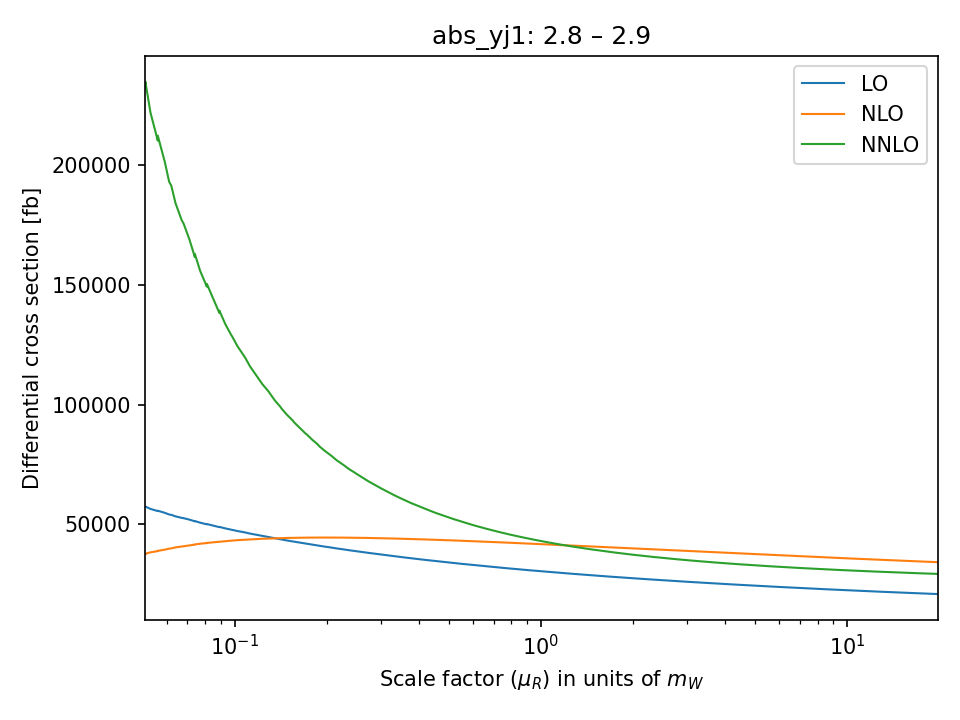 abs_yj1: 2.8 – 2.9
Differential cross section [fb]
200000
150000
100000
50000
LO
NLO
NNLO
10⁻¹
10⁰
10¹
Scale factor (μ_R) in units of m_W